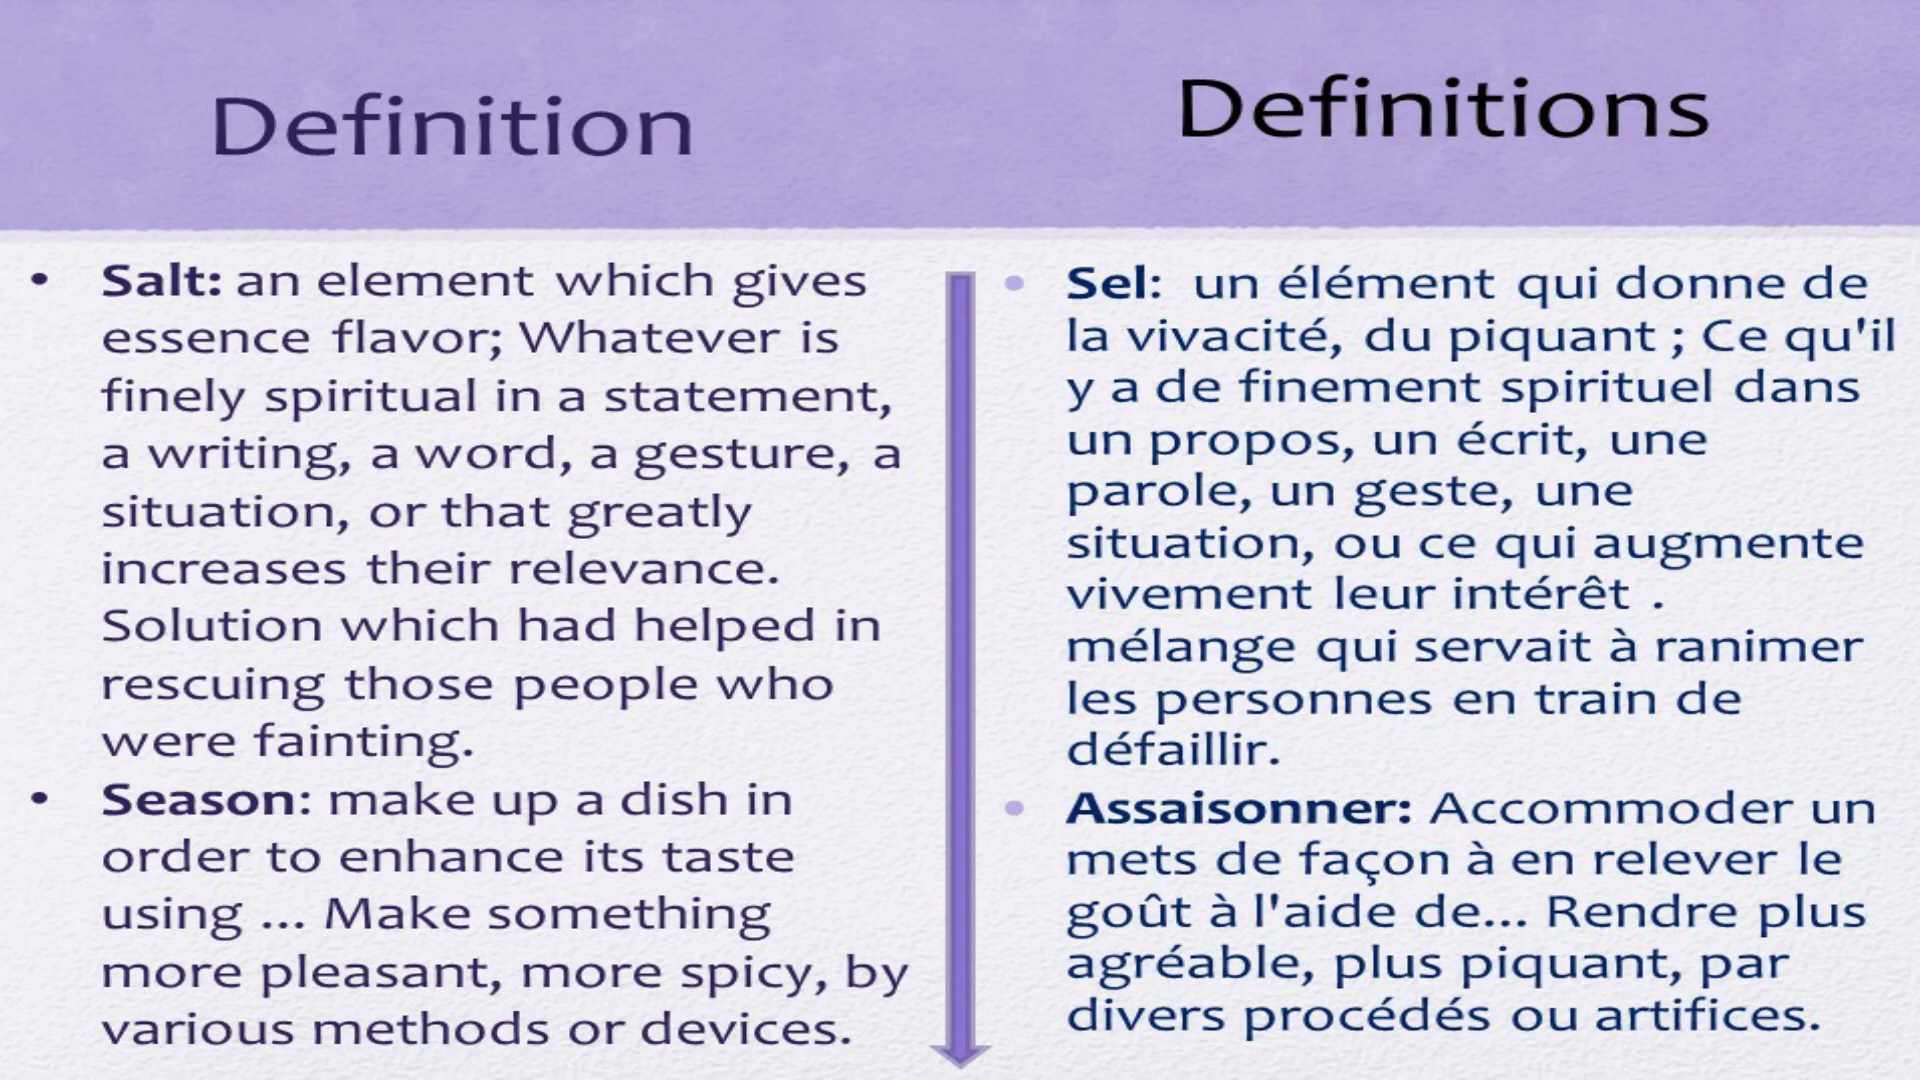 Definition
• Salt: an element which gives
essence flavor; Whatever is
finely spiritual in a statement,
a writing, a word, a gesture, a
situation, or that greatly
increases their relevance.
Solution which had helped in
rescuing those people who
were fainting.
• Season: make up a dish in
order to enhance its taste
using ... Make something
more pleasant, more spicy, by
various methods or devices.
Definitions
• Sel: un élément qui donne de
la vivacité, du piquant ; Ce qu'il
y a de finement spirituel dans
un propos, un écrit, une
parole, un geste, une
situation, ou ce qui augmente
vivement leur intérêt .
mélange qui servait à ranimer
les personnes en train de
défaillir.
• Assaisonner: Accommoder un
mets de façon à en relever le
goût à l'aide de... Rendre plus
agréable, plus piquant, par
divers procédés ou artifices.